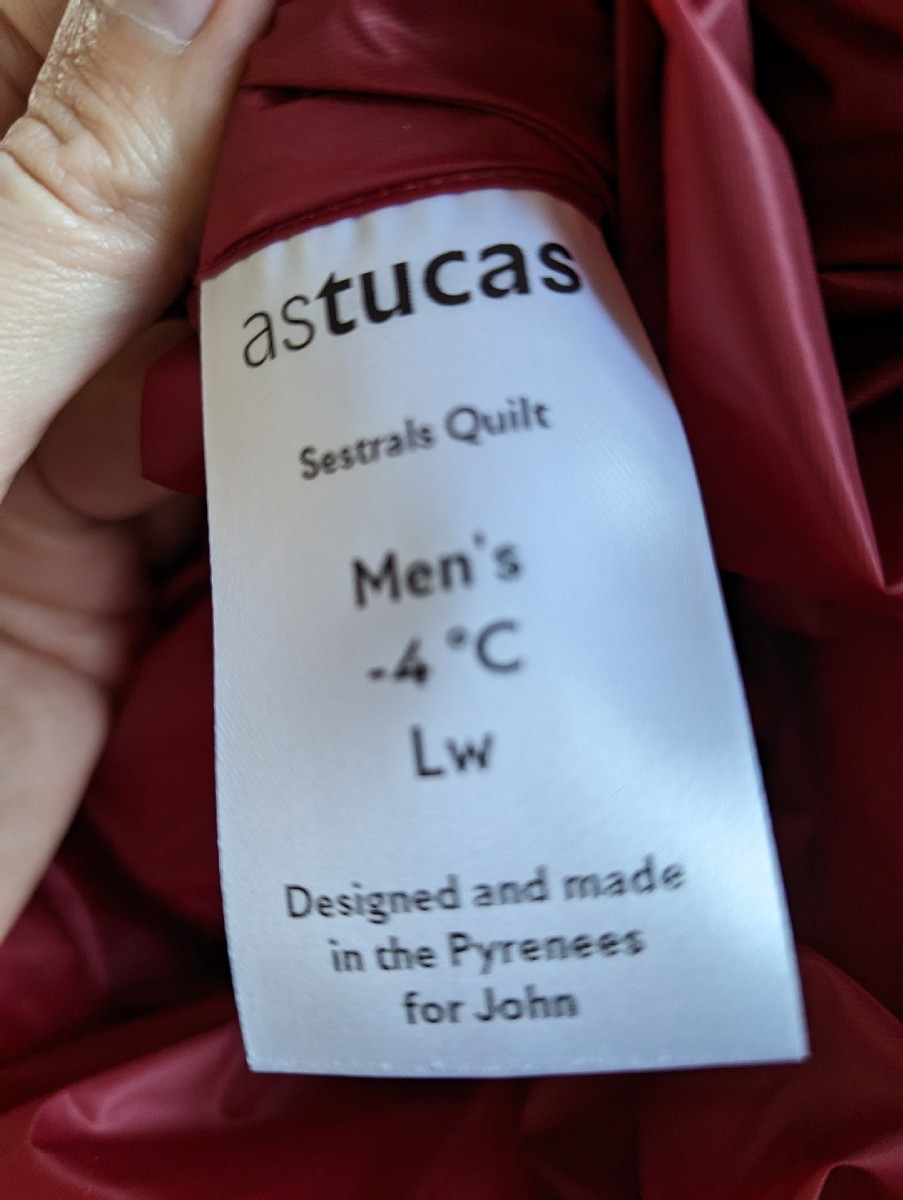 astucas
Sestrals Quilt
Men's
-4 °C
Lw
Designed and made
in the Pyrenees
for John